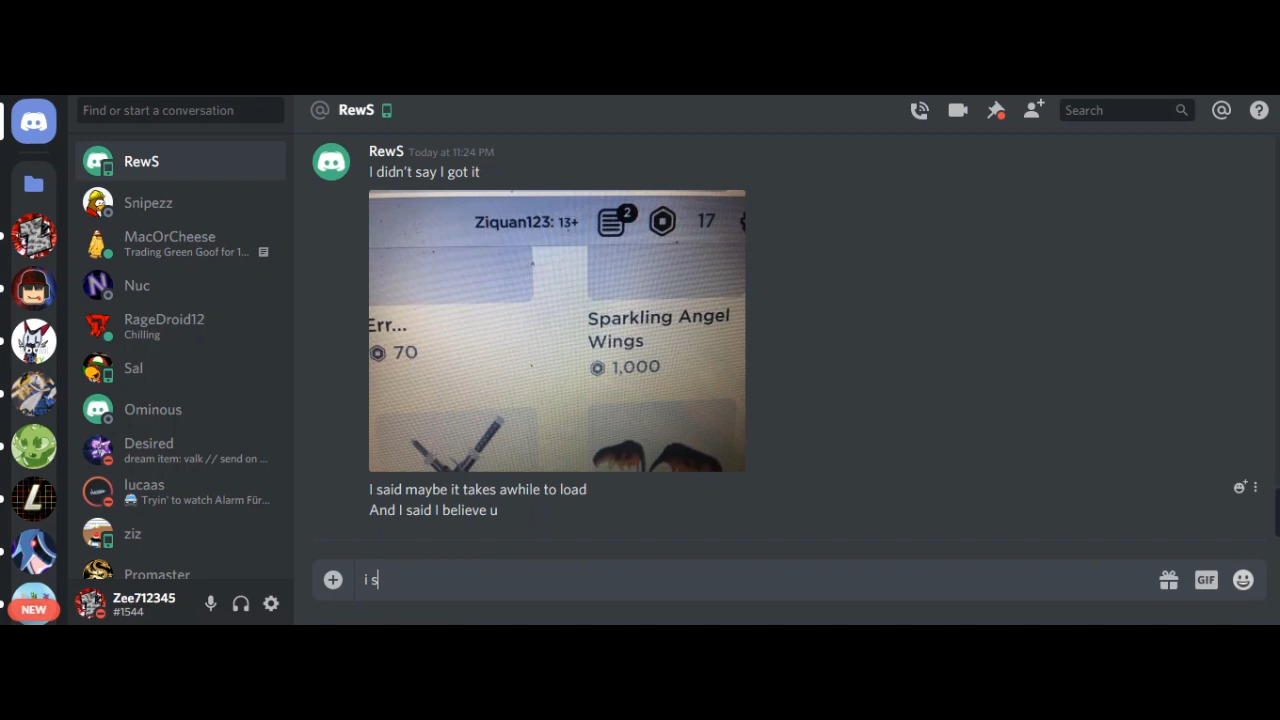 Find or start a conversation
RewS
Search
RewS
Snipezz
MacOrCheese
Trading Green Goof for 1...
Nuc
RageDroid12
Chilling
Sal
Ominous
Desired
dream item: valk // send on ...
lucaas
Tryin' to watch Alarm Für...
ziz
Promaster
NEW
Zee712345
#1544
RewS Today at 11:24 PM
I didn't say I got it
Ziquan123: 13+ 2 17
Err...
70
Sparkling Angel
Wings
1,000
I said maybe it takes awhile to load
And I said I believe u
i s
GIF